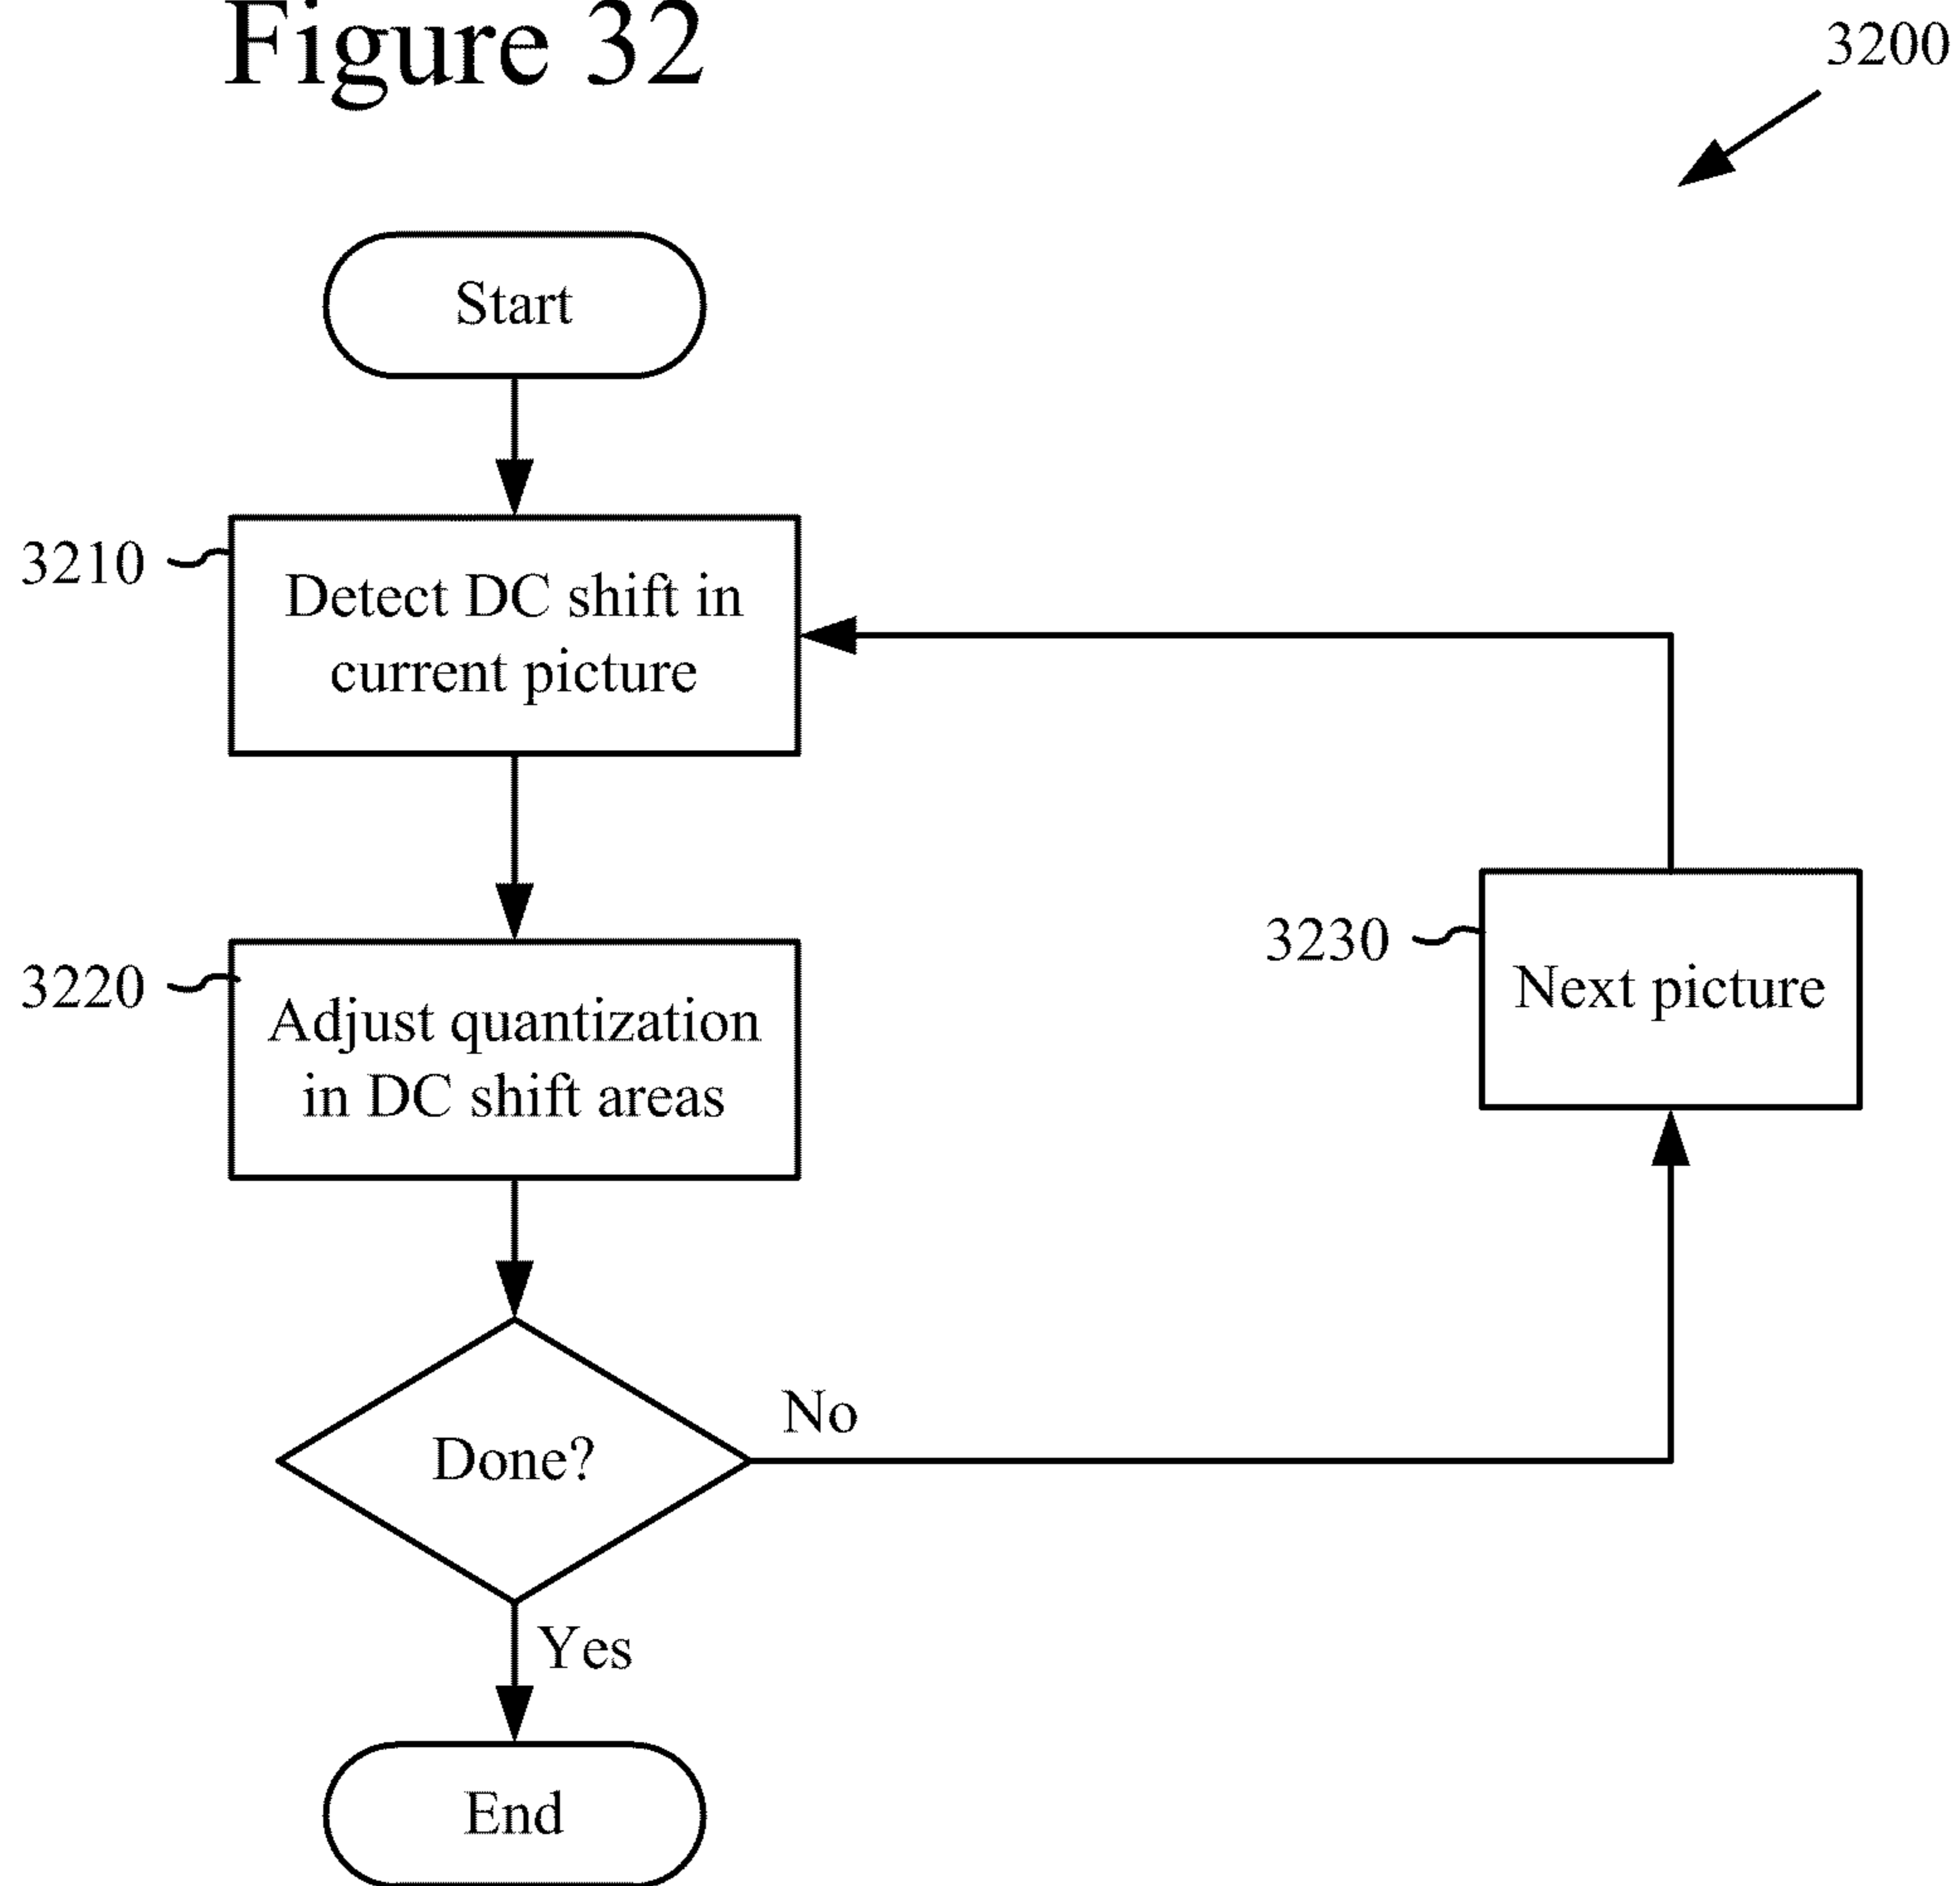 Figure 32
3200
Start
3210
Detect DC shift in
current picture
3220
Adjust quantization
in DC shift areas
3230
Next picture
Done?
No
Yes
End